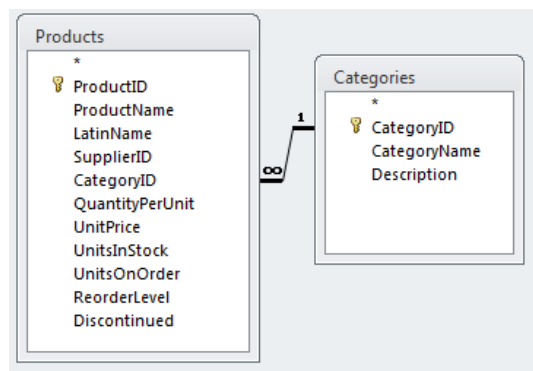 Products
*
ProductID
ProductName
LatinName
SupplierID
CategoryID
QuantityPerUnit
UnitPrice
UnitsInStock
UnitsOnOrder
ReorderLevel
Discontinued
∞
1
Categories
*
CategoryID
CategoryName
Description